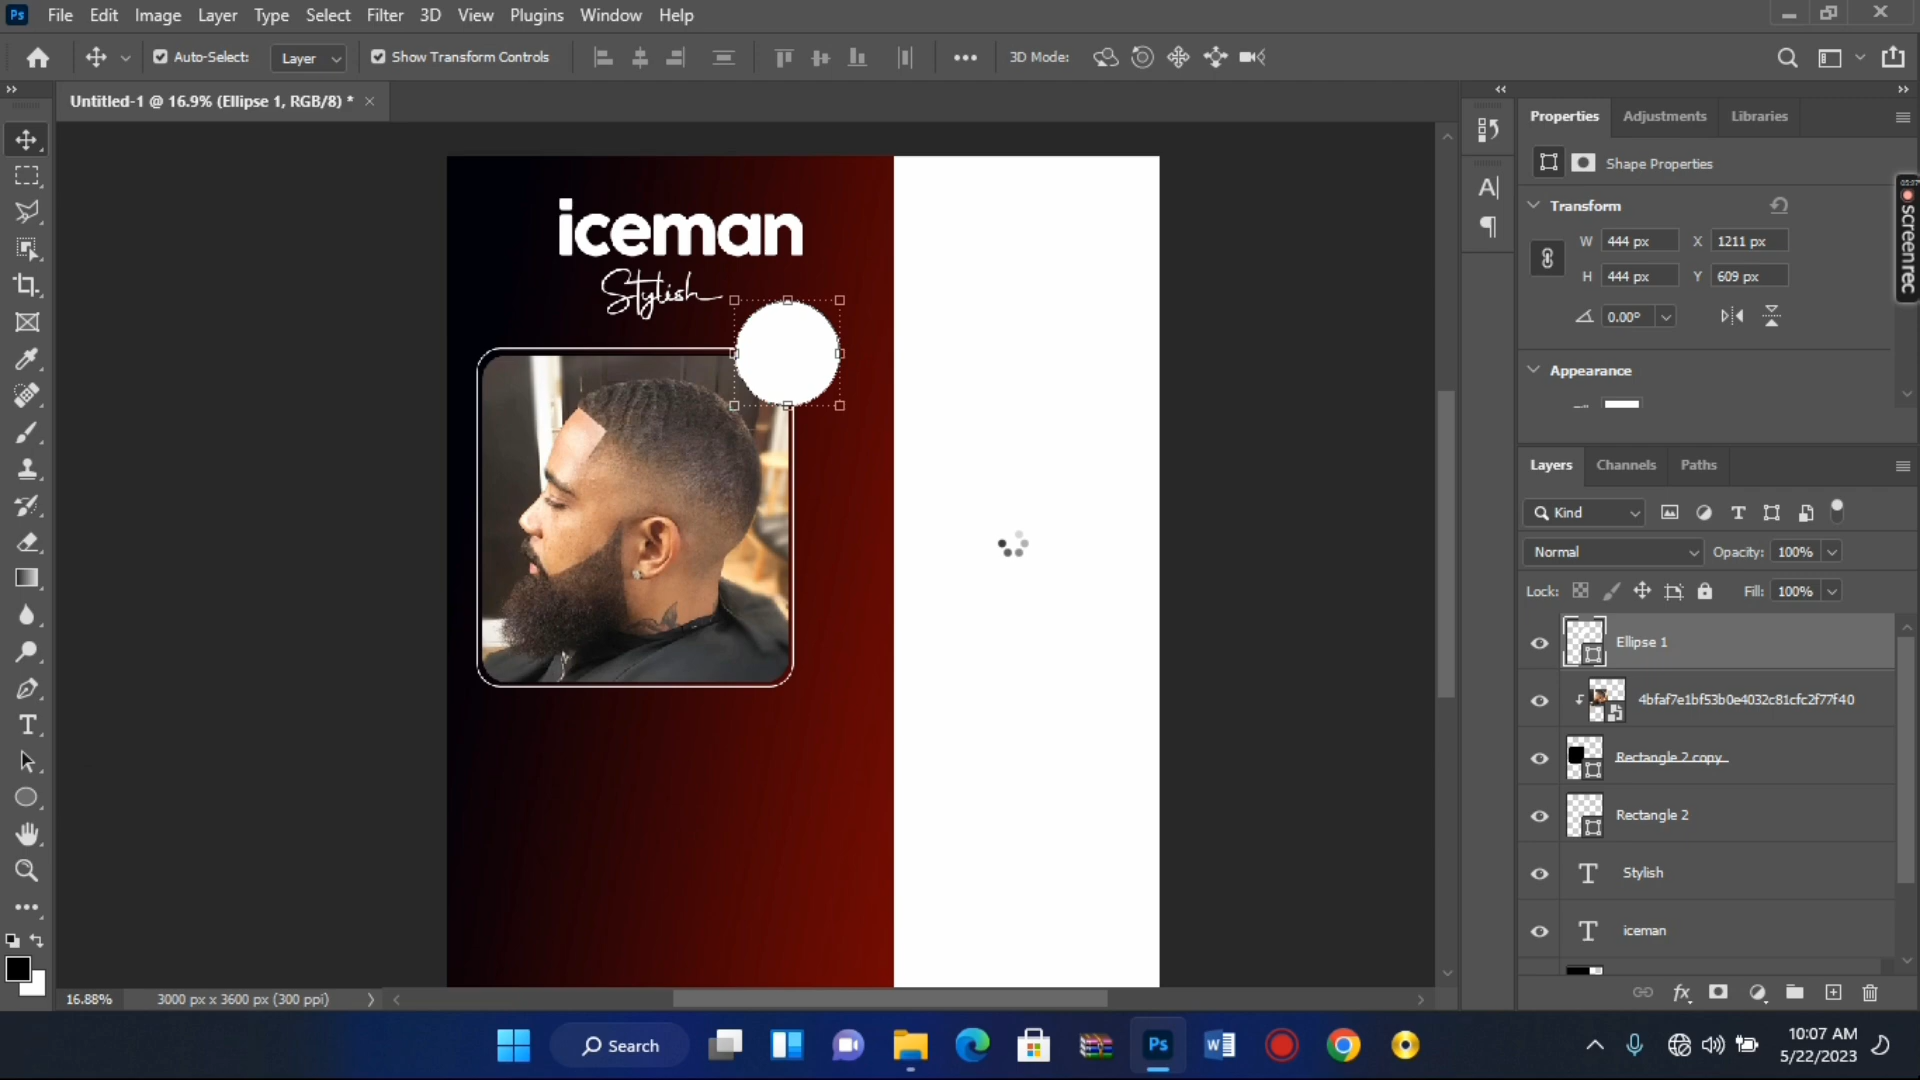 Ps File Edit Image Layer Type Select Filter 3D View Plugins Window Help
Auto-Select: Layer Show Transform Controls 3D Mode:
Untitled-1 @ 16.9% (Ellipse 1, RGB/8) *
Properties Adjustments Libraries
Shape Properties
Transform
W 444 px X 1211 px
H 444 px Y 609 px
0.00°
Appearance
screenrec
iceman
Stylish
Layers Channels Paths
Kind
Normal Opacity: 100%
Lock: Fill: 100%
Ellipse 1
4bfaf7e1bf53b0e4032c81cfc2f77f40
Rectangle 2 copy
Rectangle 2
Stylish
iceman
16.88% 3000 px x 3600 px (300 ppi)
Search
Ps
W
10:07 AM
5/22/2023